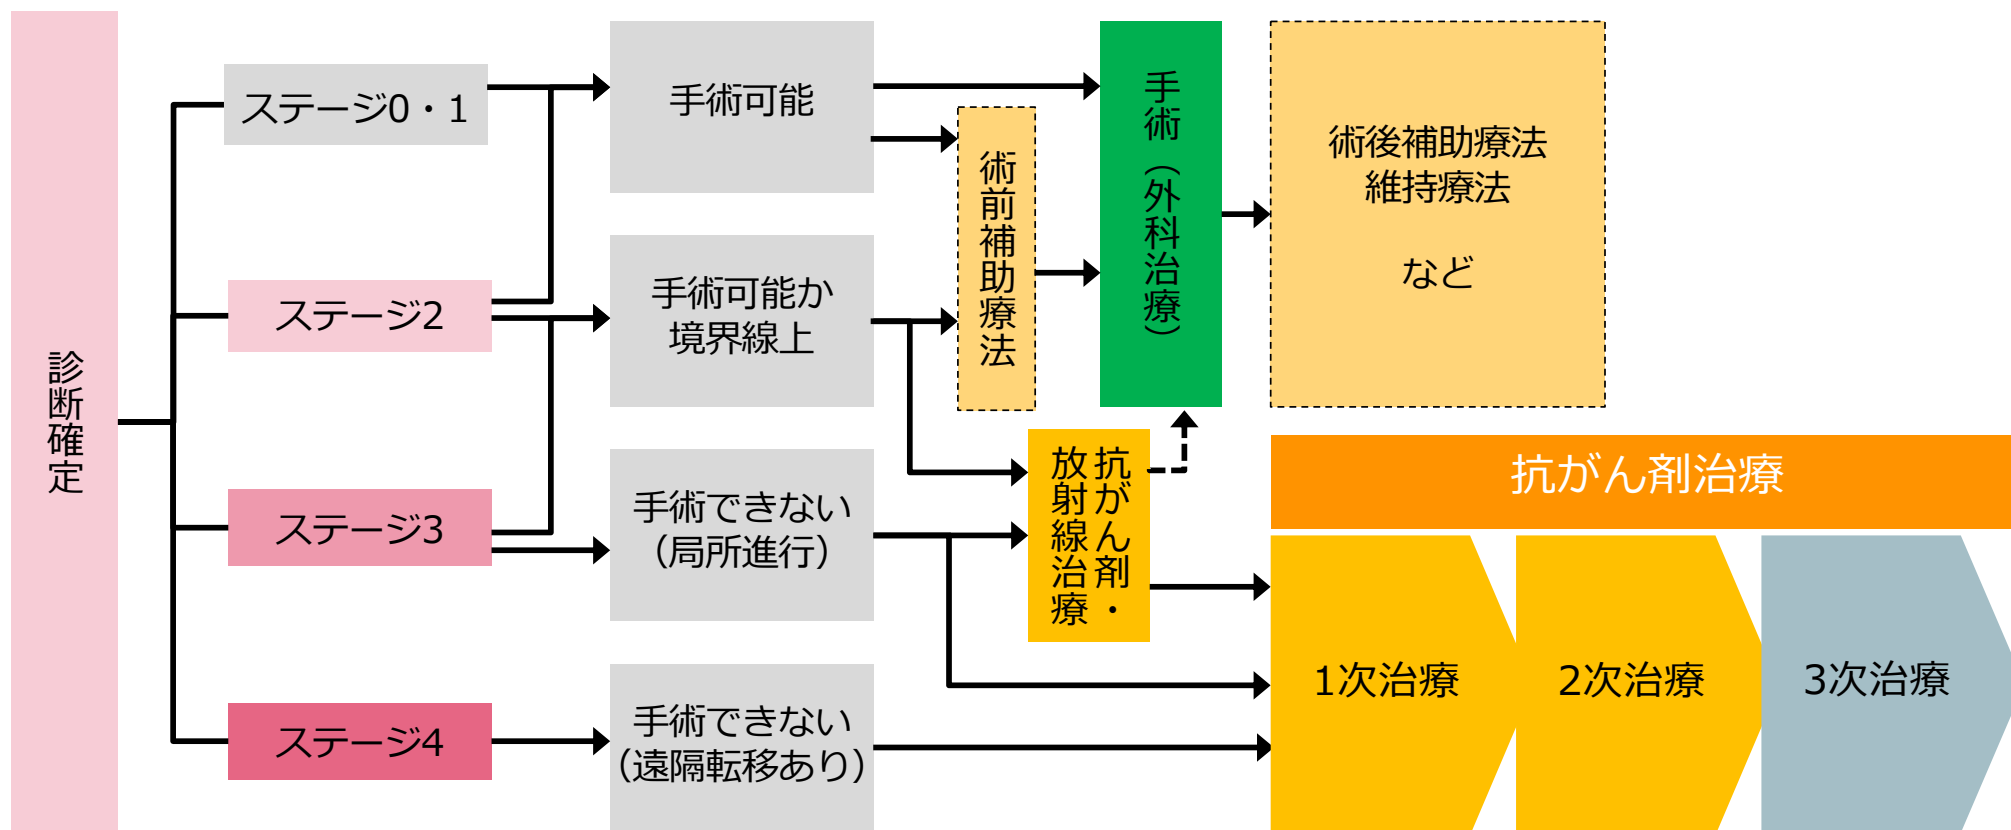 診断確定
ステージ0・1
ステージ2
ステージ3
ステージ4
手術可能
手術可能か
境界線上
手術できない
（局所進行）
手術できない
（遠隔転移あり）
術前補助療法
手術（外科治療）
抗がん剤・
放射線治療
術後補助療法
維持療法
など
抗がん剤治療
1次治療
2次治療
3次治療